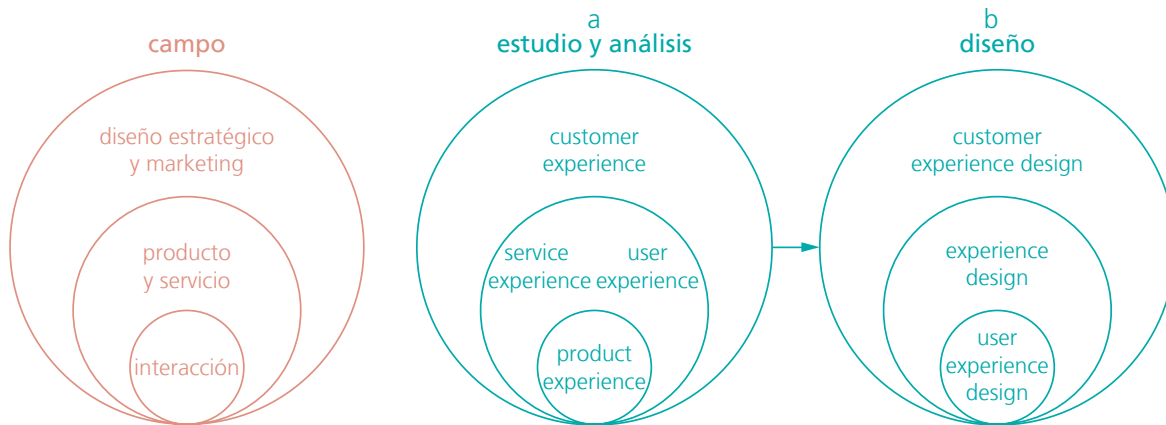 campo
diseño estratégico
y marketing
producto
y servicio
interacción
a
estudio y análisis
customer
experience
service user
experience experience
product
experience
b
diseño
customer
experience design
experience
design
user
experience
design